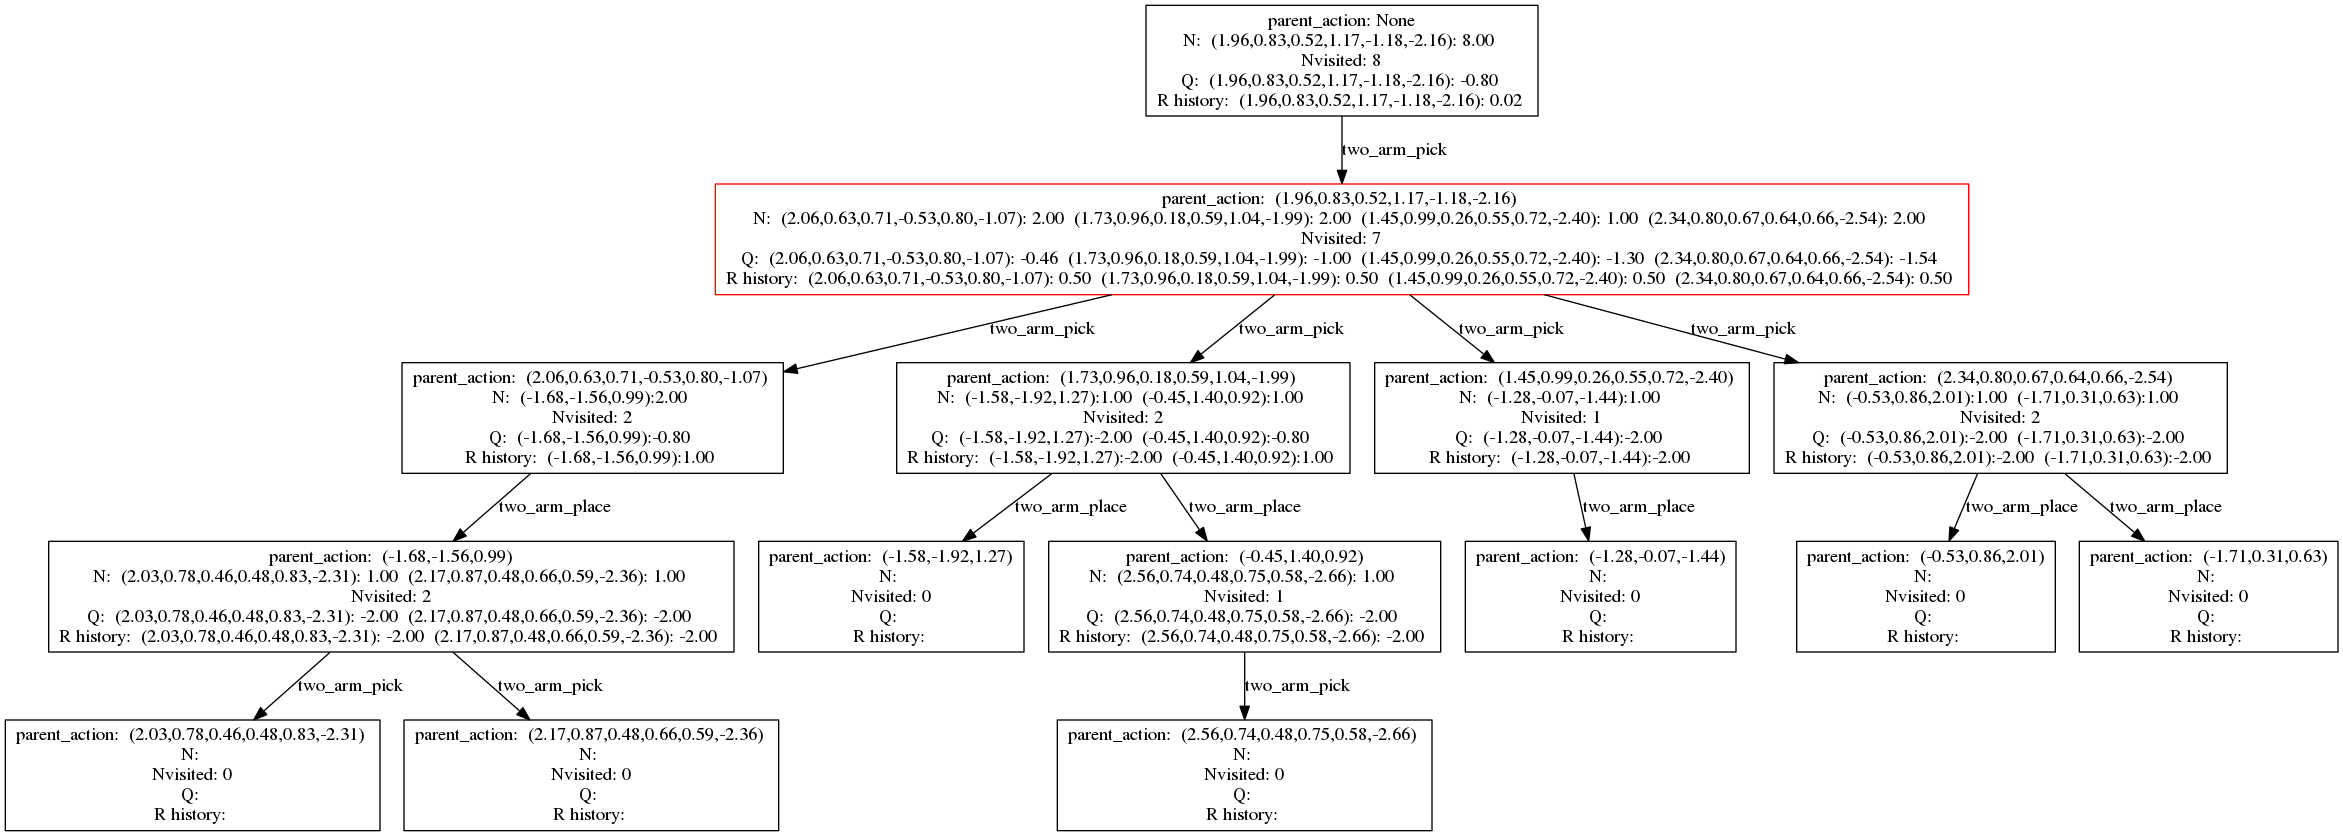 parent_action: None
N: (1.96,0.83,0.52,1.17,-1.18,-2.16): 8.00
Nvisited: 8
Q: (1.96,0.83,0.52,1.17,-1.18,-2.16): -0.80
R history: (1.96,0.83,0.52,1.17,-1.18,-2.16): 0.02
two_arm_pick
parent_action: (1.96,0.83,0.52,1.17,-1.18,-2.16)
N: (2.06,0.63,0.71,-0.53,0.80,-1.07): 2.00 (1.73,0.96,0.18,0.59,1.04,-1.99): 2.00 (1.45,0.99,0.26,0.55,0.72,-2.40): 1.00 (2.34,0.80,0.67,0.64,0.66,-2.54): 2.00
Nvisited: 7
Q: (2.06,0.63,0.71,-0.53,0.80,-1.07): -0.46 (1.73,0.96,0.18,0.59,1.04,-1.99): -1.00 (1.45,0.99,0.26,0.55,0.72,-2.40): -1.30 (2.34,0.80,0.67,0.64,0.66,-2.54): -1.54
R history: (2.06,0.63,0.71,-0.53,0.80,-1.07): 0.50 (1.73,0.96,0.18,0.59,1.04,-1.99): 0.50 (1.45,0.99,0.26,0.55,0.72,-2.40): 0.50 (2.34,0.80,0.67,0.64,0.66,-2.54): 0.50
two_arm_pick
two_arm_pick
two_arm_pick
two_arm_pick
parent_action: (2.06,0.63,0.71,-0.53,0.80,-1.07)
N: (-1.68,-1.56,0.99):2.00
Nvisited: 2
Q: (-1.68,-1.56,0.99):-0.80
R history: (-1.68,-1.56,0.99):1.00
parent_action: (1.73,0.96,0.18,0.59,1.04,-1.99)
N: (-1.58,-1.92,1.27):1.00 (-0.45,1.40,0.92):1.00
Nvisited: 2
Q: (-1.58,-1.92,1.27):-2.00 (-0.45,1.40,0.92):-0.80
R history: (-1.58,-1.92,1.27):-2.00 (-0.45,1.40,0.92):1.00
parent_action: (1.45,0.99,0.26,0.55,0.72,-2.40)
N: (-1.28,-0.07,-1.44):1.00
Nvisited: 1
Q: (-1.28,-0.07,-1.44):-2.00
R history: (-1.28,-0.07,-1.44):-2.00
parent_action: (2.34,0.80,0.67,0.64,0.66,-2.54)
N: (-0.53,0.86,2.01):1.00 (-1.71,0.31,0.63):1.00
Nvisited: 2
Q: (-0.53,0.86,2.01):-2.00 (-1.71,0.31,0.63):-2.00
R history: (-0.53,0.86,2.01):-2.00 (-1.71,0.31,0.63):-2.00
two_arm_place
two_arm_place
two_arm_place
two_arm_place
two_arm_place
two_arm_place
parent_action: (-1.68,-1.56,0.99)
N: (2.03,0.78,0.46,0.48,0.83,-2.31): 1.00 (2.17,0.87,0.48,0.66,0.59,-2.36): 1.00
Nvisited: 2
Q: (2.03,0.78,0.46,0.48,0.83,-2.31): -2.00 (2.17,0.87,0.48,0.66,0.59,-2.36): -2.00
R history: (2.03,0.78,0.46,0.48,0.83,-2.31): -2.00 (2.17,0.87,0.48,0.66,0.59,-2.36): -2.00
parent_action: (-1.58,-1.92,1.27)
N:
Nvisited: 0
Q:
R history:
parent_action: (-0.45,1.40,0.92)
N: (2.56,0.74,0.48,0.75,0.58,-2.66): 1.00
Nvisited: 1
Q: (2.56,0.74,0.48,0.75,0.58,-2.66): -2.00
R history: (2.56,0.74,0.48,0.75,0.58,-2.66): -2.00
parent_action: (-1.28,-0.07,-1.44)
N:
Nvisited: 0
Q:
R history:
parent_action: (-0.53,0.86,2.01)
N:
Nvisited: 0
Q:
R history:
parent_action: (-1.71,0.31,0.63)
N:
Nvisited: 0
Q:
R history:
two_arm_pick
two_arm_pick
two_arm_pick
parent_action: (2.03,0.78,0.46,0.48,0.83,-2.31)
N:
Nvisited: 0
Q:
R history:
parent_action: (2.17,0.87,0.48,0.66,0.59,-2.36)
N:
Nvisited: 0
Q:
R history:
parent_action: (2.56,0.74,0.48,0.75,0.58,-2.66)
N:
Nvisited: 0
Q:
R history: